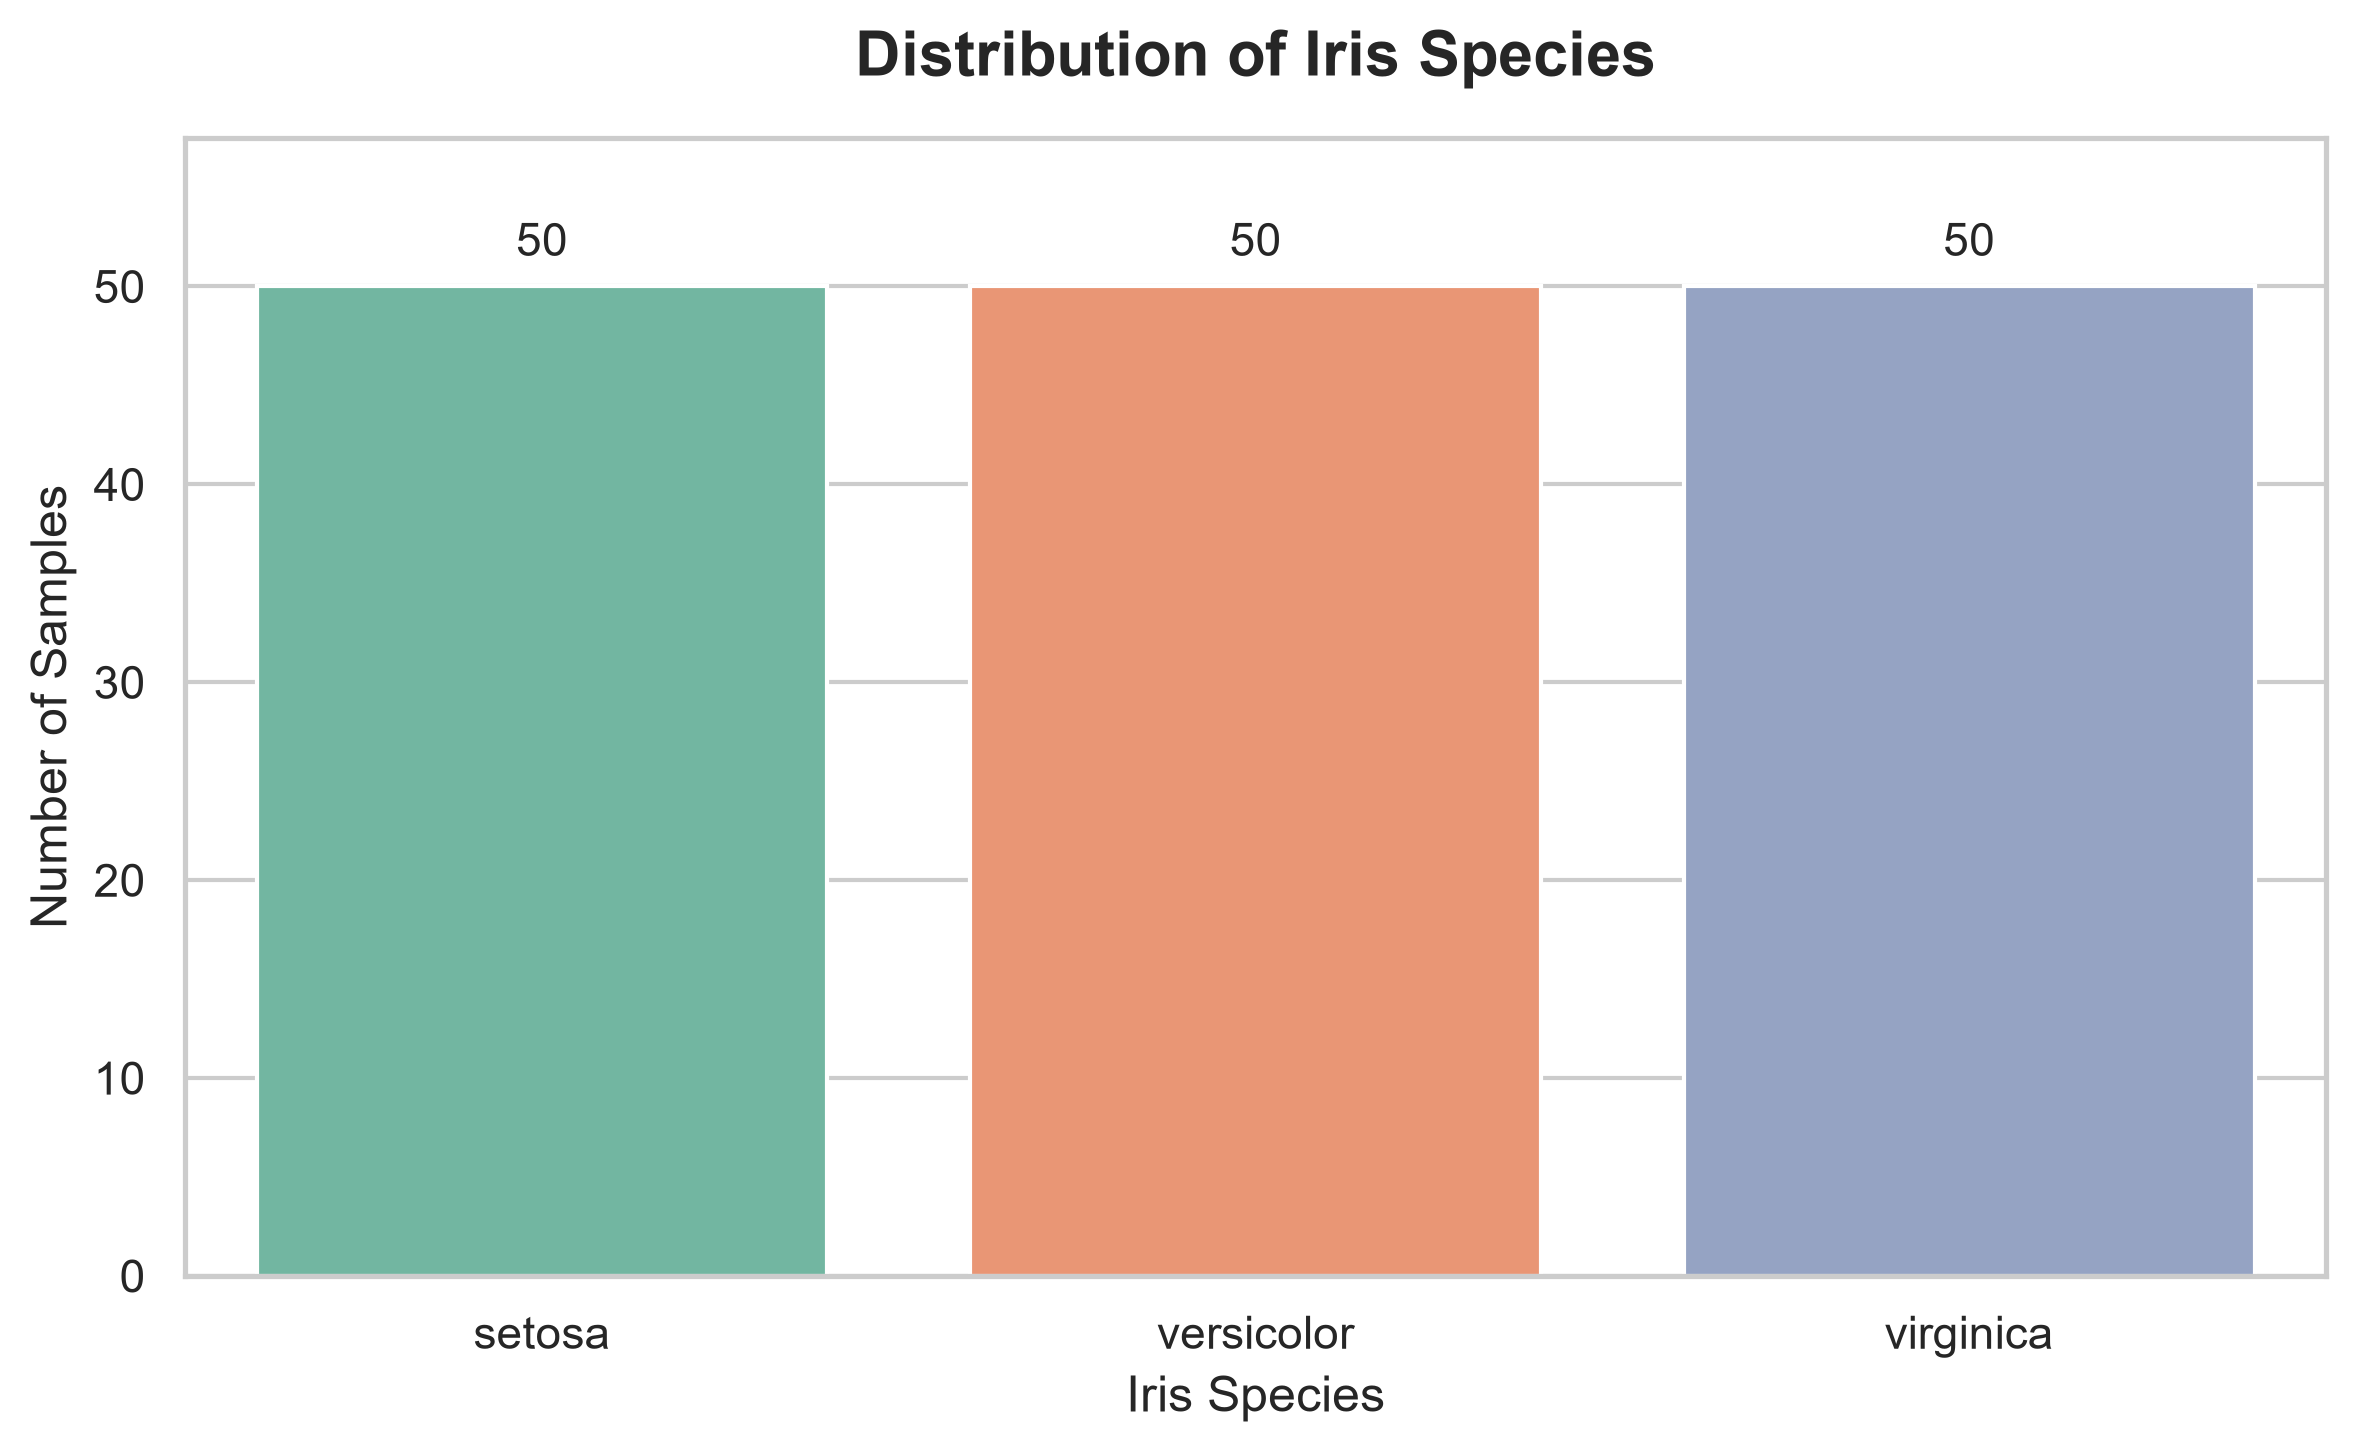 Distribution of Iris Species
50 50 50
50
40
30
20
10
0
Number of Samples
setosa versicolor virginica
Iris Species